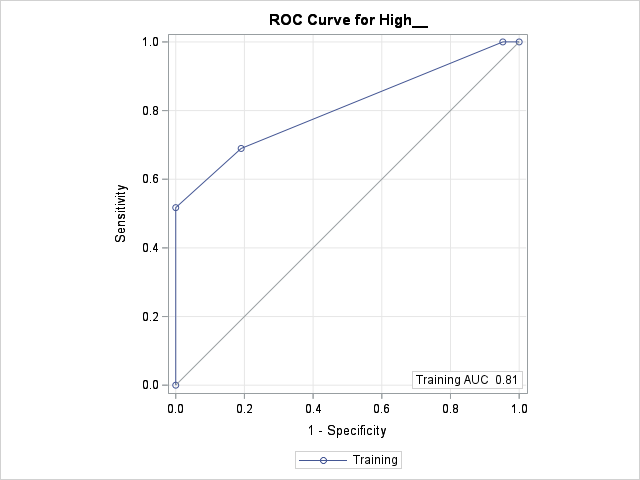 ROC Curve for High__
1.0
0.8
0.6
0.4
0.2
0.0
Sensitivity
Training AUC 0.81
0.0 0.2 0.4 0.6 0.8 1.0
1 - Specificity
Training